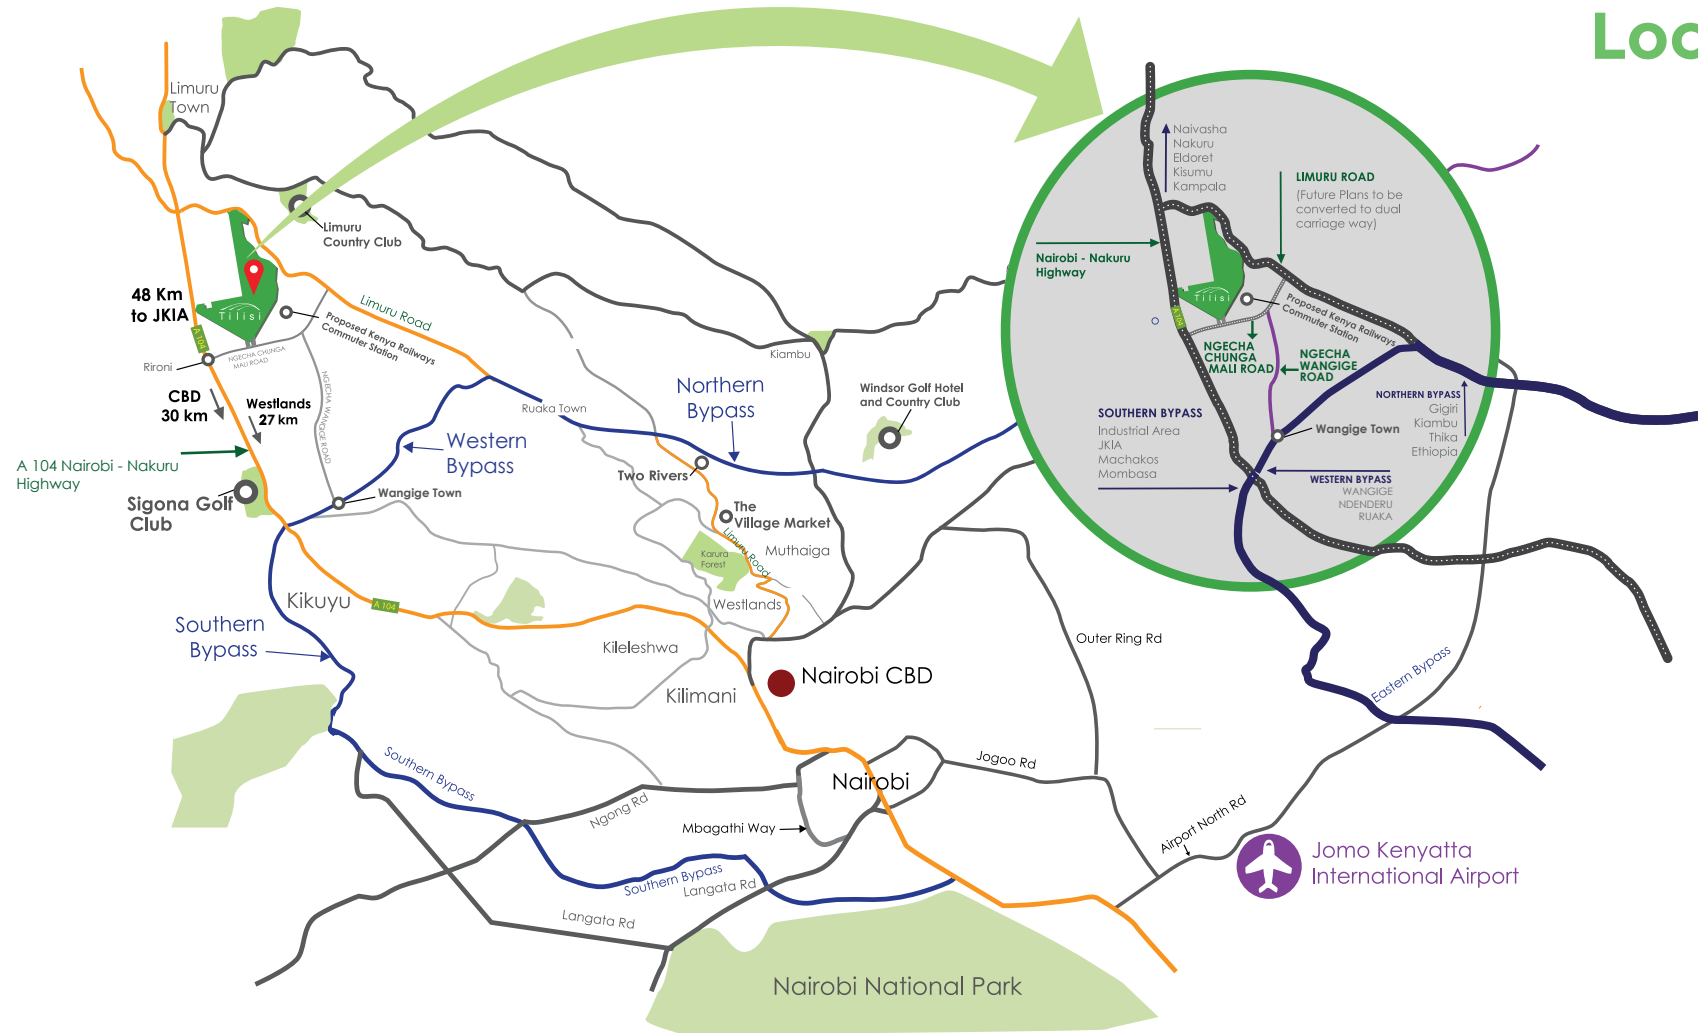 Loc
Limuru
Town
Limuru
Country Club
48 Km
to JKIA
Tilisi
Limuru Road
Proposed Kenya Railways
Commuter Station
A 104
NGECHA CHUNGA
MALI ROAD
Rironi
NGECHA WANGIGE ROAD
CBD
30 km
Westlands
27 km
A 104 Nairobi - Nakuru
Highway
Sigona Golf
Club
Western
Bypass
Wangige Town
Ruaka Town
Northern
Bypass
Kiambu
Windsor Golf Hotel
and Country Club
Two Rivers
The
Village Market
Limuru Road
Muthaiga
Karura
Forest
Westlands
Kikuyu
A 104
Southern
Bypass
Kileleshwa
Kilimani
Nairobi CBD
Outer Ring Rd
Eastern Bypass
Southern Bypass
Ngong Rd
Nairobi
Jogoo Rd
Mbagathi Way
Airport North Rd
Southern Bypass
Langata Rd
Langata Rd
Jomo Kenyatta
International Airport
Nairobi National Park
Naivasha
Nakuru
Eldoret
Kisumu
Kampala
LIMURU ROAD
(Future Plans to be
converted to dual
carriage way)
Nairobi - Nakuru
Highway
Tilisi
A 104
Proposed Kenya Railways
Commuter Station
NGECHA
CHUNGA
MALI ROAD
NGECHA
WANGIGE
ROAD
SOUTHERN BYPASS
Industrial Area
JKIA
Machakos
Mombasa
NORTHERN BYPASS
Gigiri
Kiambu
Thika
Ethiopia
Wangige Town
WESTERN BYPASS
WANGIGE
NDENDERU
RUAKA